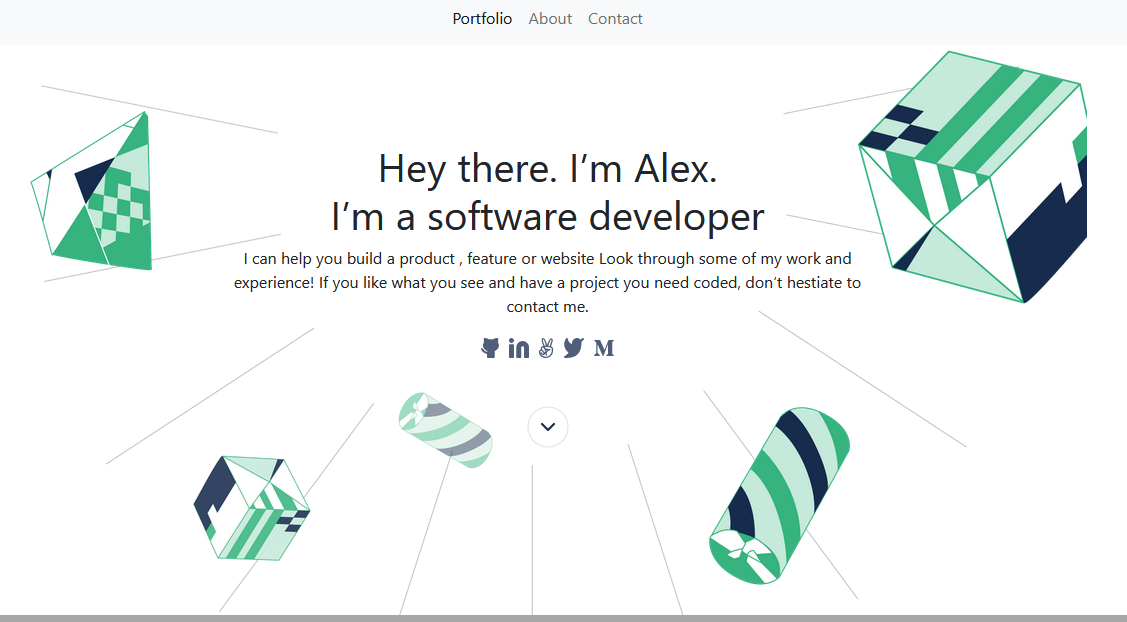 Portfolio About Contact
Hey there. I’m Alex.
I’m a software developer
I can help you build a product , feature or website Look through some of my work and
experience! If you like what you see and have a project you need coded, don’t hestiate to
contact me.